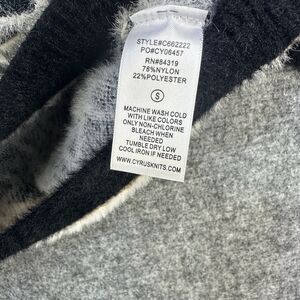 STYLE#C662222
PO#CY06457
RN#84319
78%NYLON
22%POLYESTER
S
MACHINE WASH COLD
WITH LIKE COLORS
ONLY NON-CHLORINE
BLEACH WHEN
NEEDED
TUMBLE DRY LOW
COOL IRON IF NEEDED
WWW.CYRUSKNITS.COM